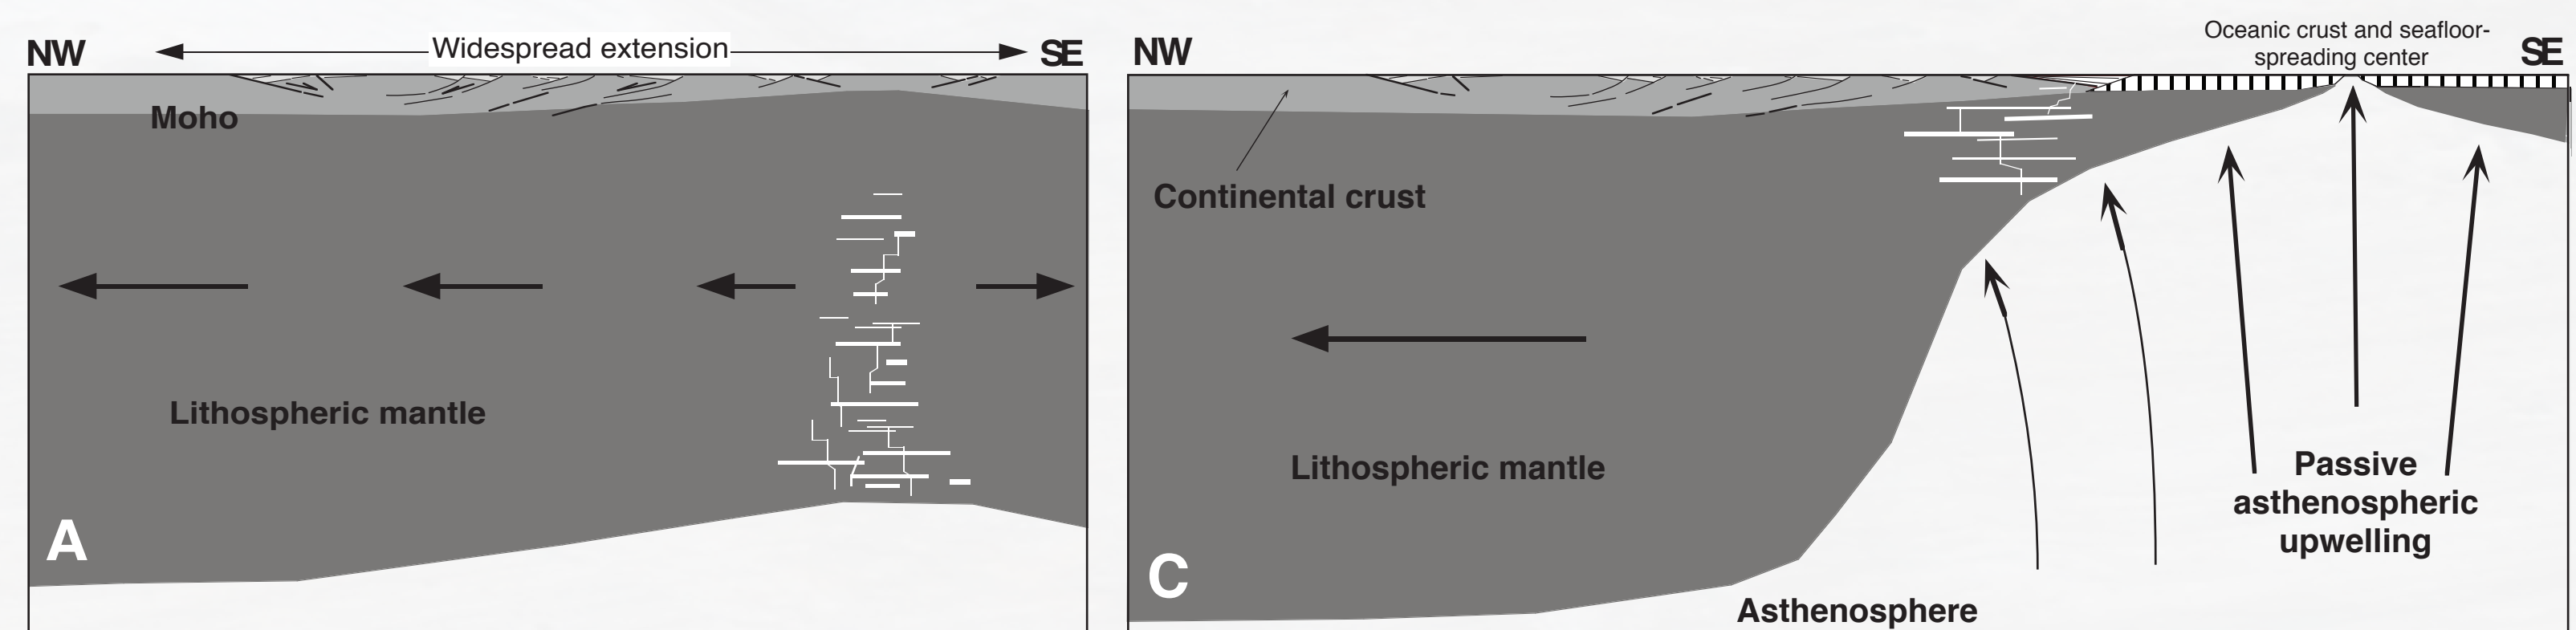 NW
Widespread extension
SE
Moho
Lithospheric mantle
A
NW
Oceanic crust and seafloor-
spreading center
SE
Continental crust
Lithospheric mantle
Passive
asthenospheric
upwelling
C
Asthenosphere